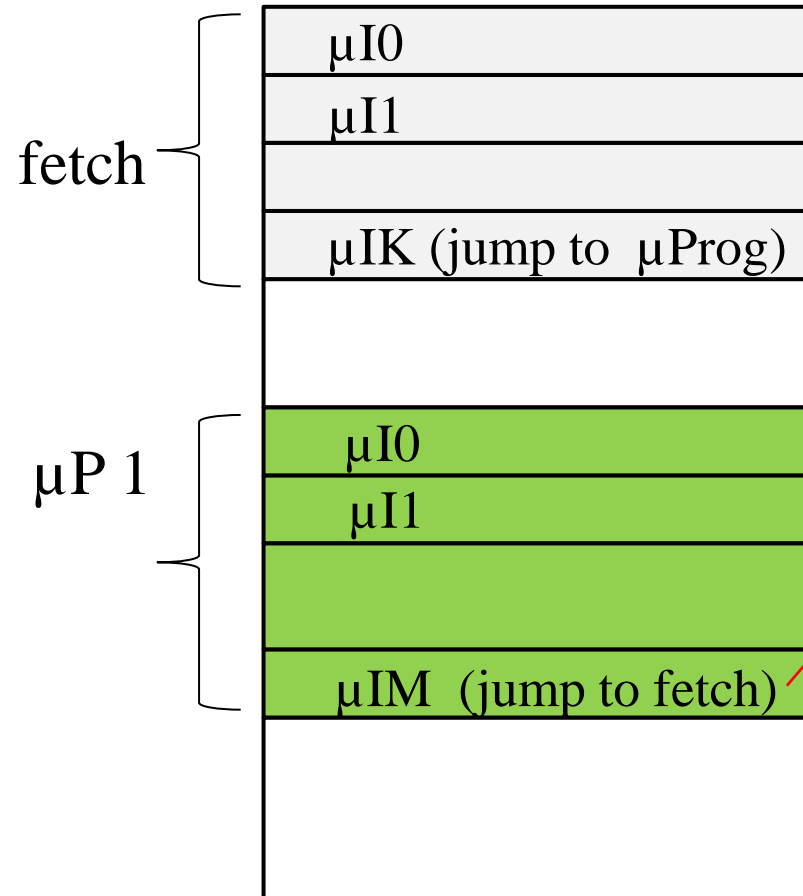 µI0
µI1
fetch
µIK (jump to µProg)
µI0
µP 1
µI1
µIM (jump to fetch)